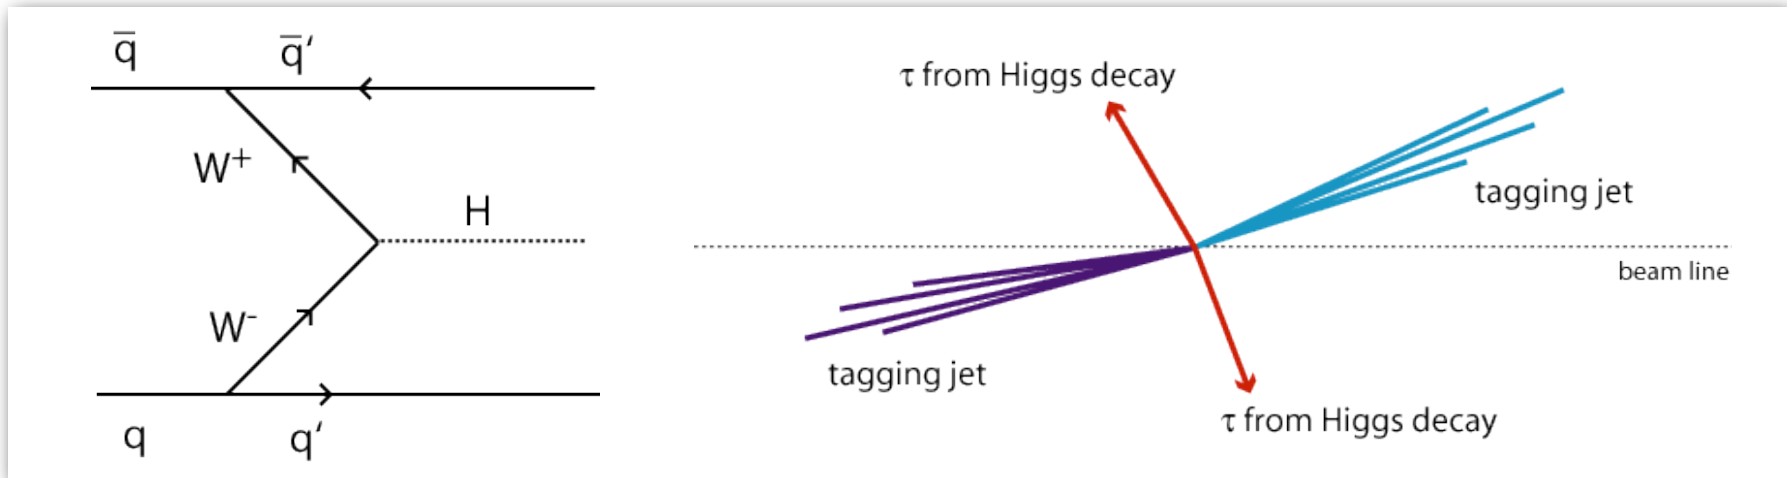 q̅
q̅‘
W⁺
H
W⁻
q
q‘
τ from Higgs decay
tagging jet
beam line
tagging jet
τ from Higgs decay